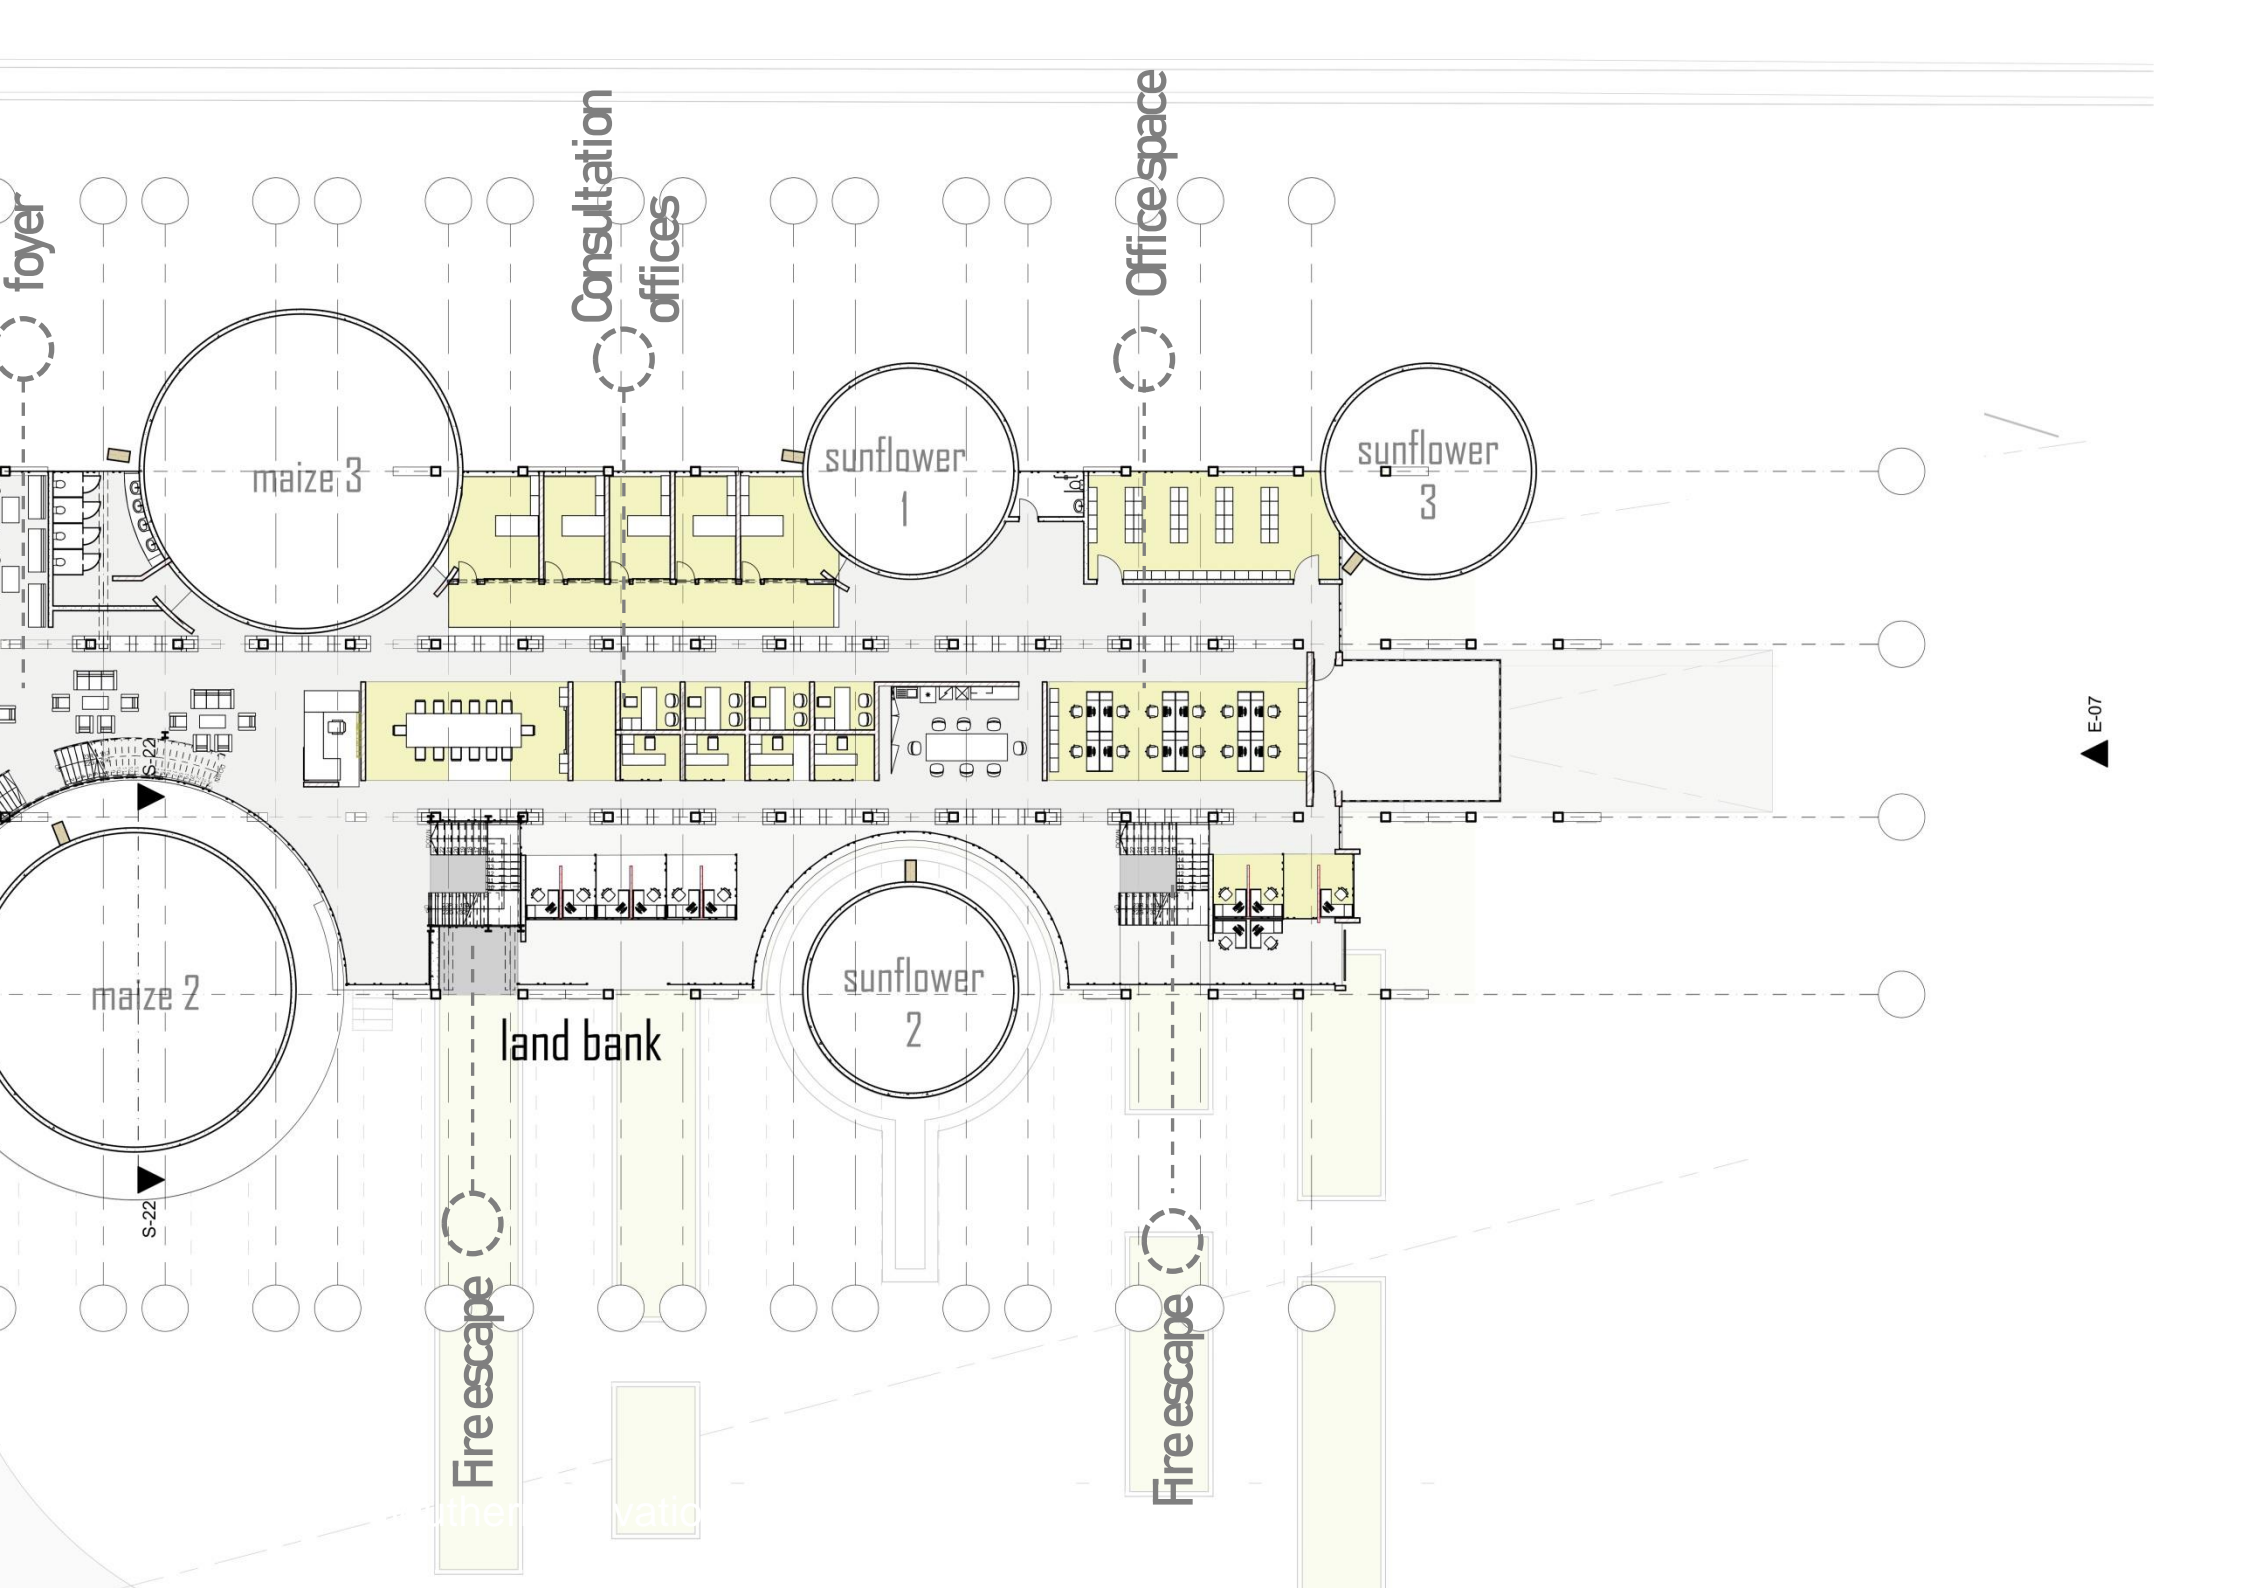 foyer
Consultation
offices
Office space
maize 3
sunflower
1
sunflower
3
S-22
E-07
maize 2
sunflower
2
land bank
S-22
Fire escape
Fire escape